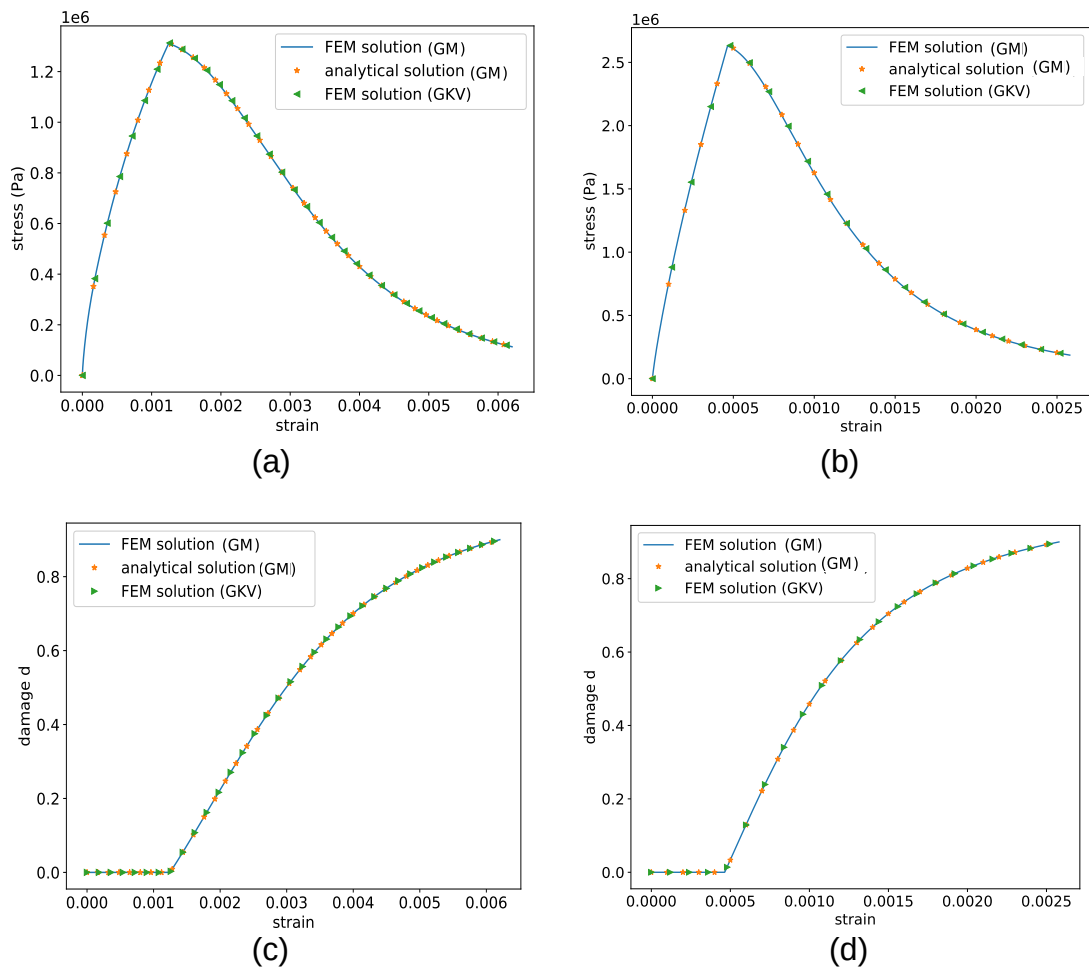 1e6
FEM solution (GM)
analytical solution (GM)
FEM solution (GKV)
1.2
1.0
0.8
0.6
0.4
0.2
0.0
stress (Pa)
0.000 0.001 0.002 0.003 0.004 0.005 0.006
strain
(a)
1e6
FEM solution (GM)
analytical solution (GM)
FEM solution (GKV)
2.5
2.0
1.5
1.0
0.5
0.0
stress (Pa)
0.0000 0.0005 0.0010 0.0015 0.0020 0.0025
strain
(b)
FEM solution (GM)
analytical solution (GM)
FEM solution (GKV)
0.8
0.6
0.4
0.2
0.0
damage d
0.000 0.001 0.002 0.003 0.004 0.005 0.006
strain
(c)
FEM solution (GM)
analytical solution (GM)
FEM solution (GKV)
0.8
0.6
0.4
0.2
0.0
damage d
0.0000 0.0005 0.0010 0.0015 0.0020 0.0025
strain
(d)